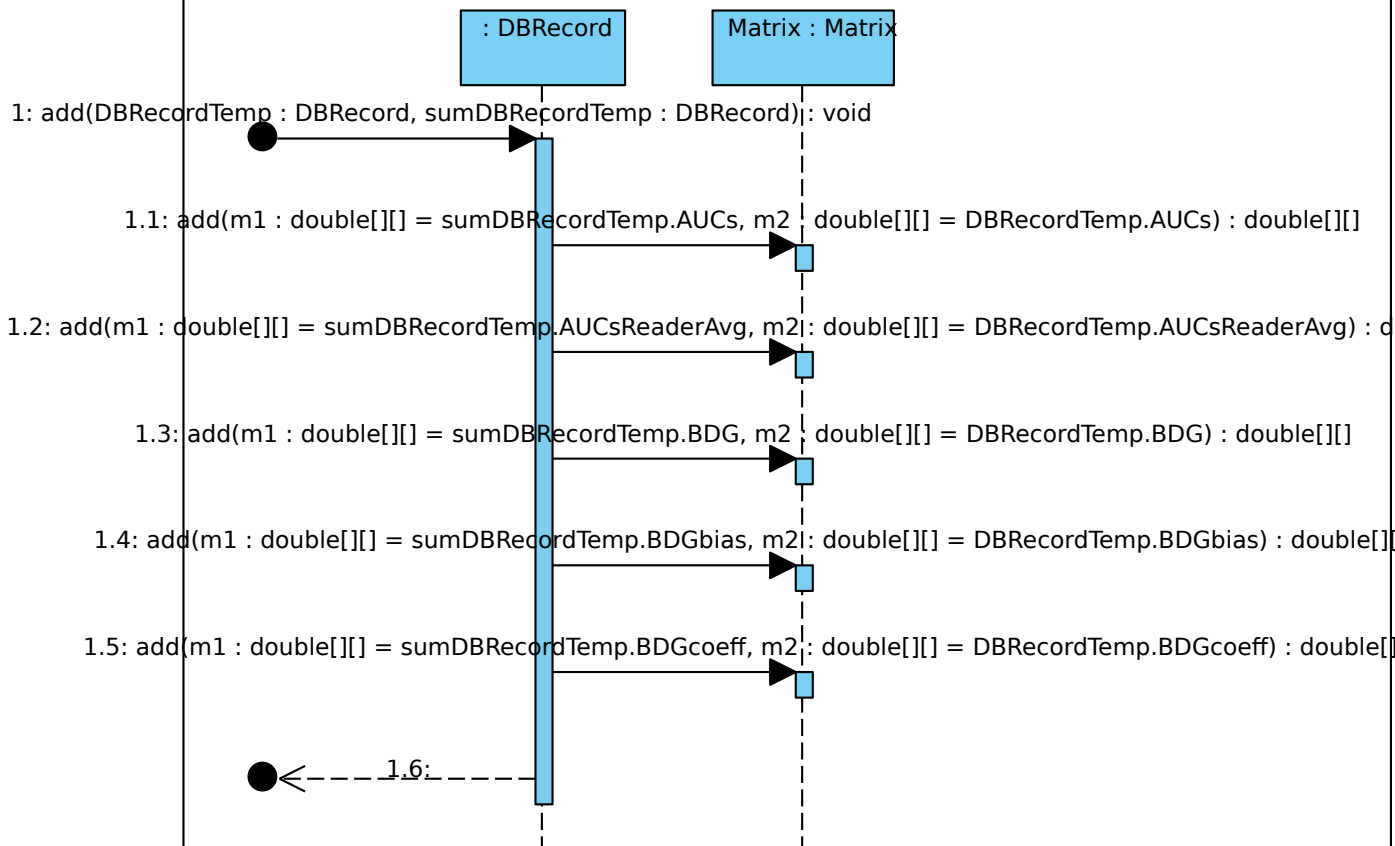 : DBRecord
Matrix : Matrix
1: add(DBRecordTemp : DBRecord, sumDBRecordTemp : DBRecord) : void
1.1: add(m1 : double[][] = sumDBRecordTemp.AUCs, m2 : double[][] = DBRecordTemp.AUCs) : double[][]
1.2: add(m1 : double[][] = sumDBRecordTemp.AUCsReaderAvg, m2 : double[][] = DBRecordTemp.AUCsReaderAvg) : d
1.3: add(m1 : double[][] = sumDBRecordTemp.BDG, m2 : double[][] = DBRecordTemp.BDG) : double[][]
1.4: add(m1 : double[][] = sumDBRecordTemp.BDGbias, m2 : double[][] = DBRecordTemp.BDGbias) : double[][
1.5: add(m1 : double[][] = sumDBRecordTemp.BDGcoeff, m2 : double[][] = DBRecordTemp.BDGcoeff) : double[]
1.6: